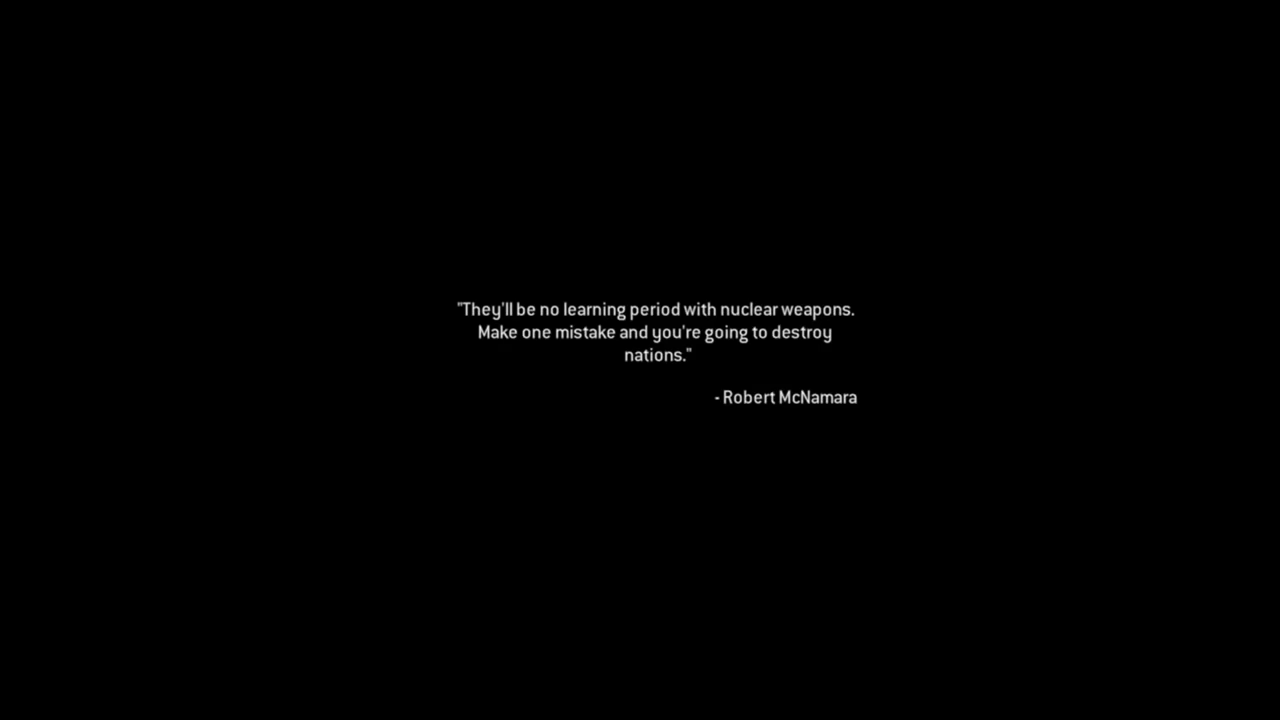 "They'll be no learning period with nuclear weapons.
Make one mistake and you're going to destroy
nations."
- Robert McNamara